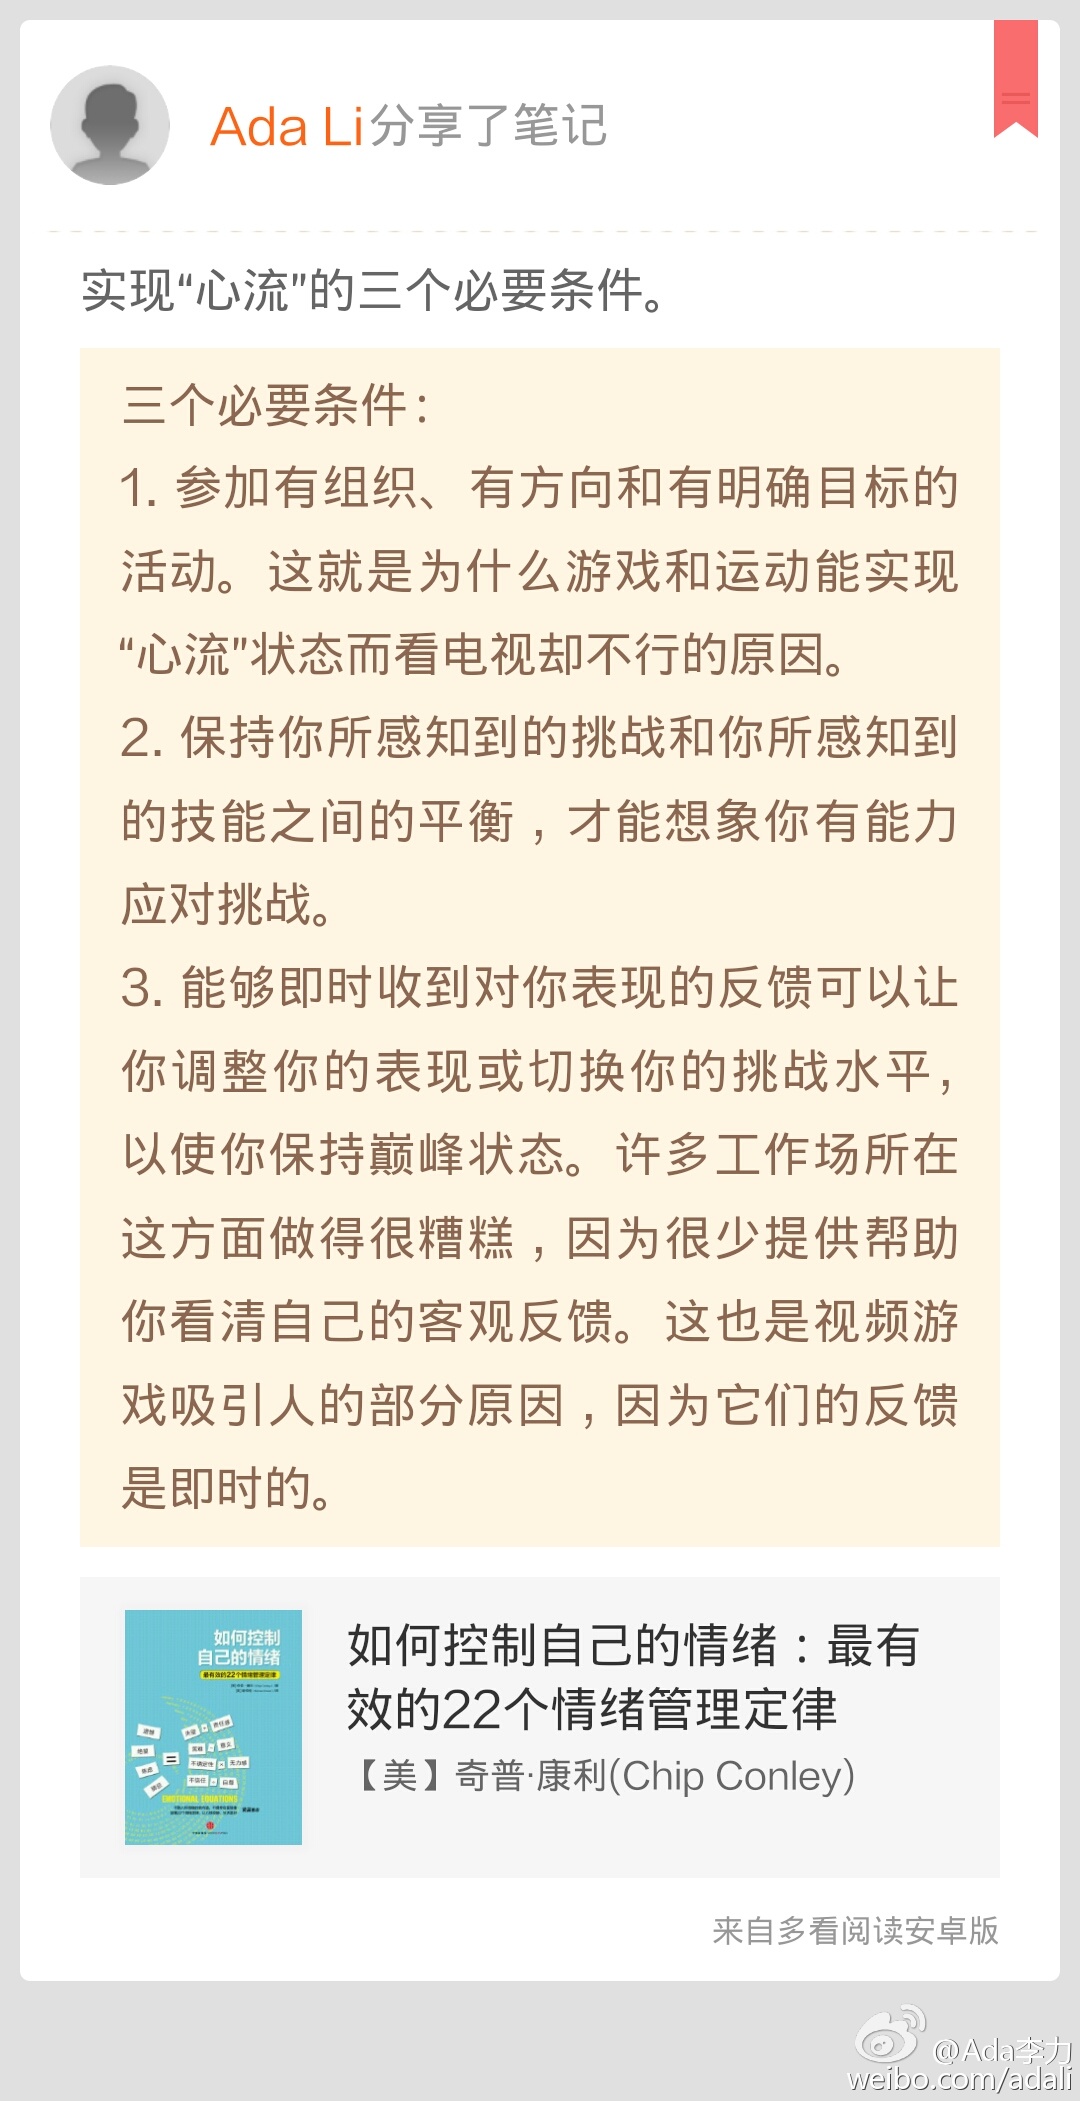 Ada Li分享了笔记
实现“心流”的三个必要条件。
三个必要条件：
1. 参加有组织、有方向和有明确目标的
活动。这就是为什么游戏和运动能实现
“心流”状态而看电视却不行的原因。
2. 保持你所感知到的挑战和你所感知到
的技能之间的平衡，才能想象你有能力
应对挑战。
3. 能够即时收到对你表现的反馈可以让
你调整你的表现或切换你的挑战水平，
以使你保持巅峰状态。许多工作场所在
这方面做得很糟糕，因为很少提供帮助
你看清自己的客观反馈。这也是视频游
戏吸引人的部分原因，因为它们的反馈
是即时的。
如何控制
自己的情绪
最有效的22个情绪管理定律
EMOTIONAL EQUATIONS
如何控制自己的情绪：最有
效的22个情绪管理定律
【美】奇普·康利(Chip Conley)
来自多看阅读安卓版
@Ada李力
weibo.com/adali